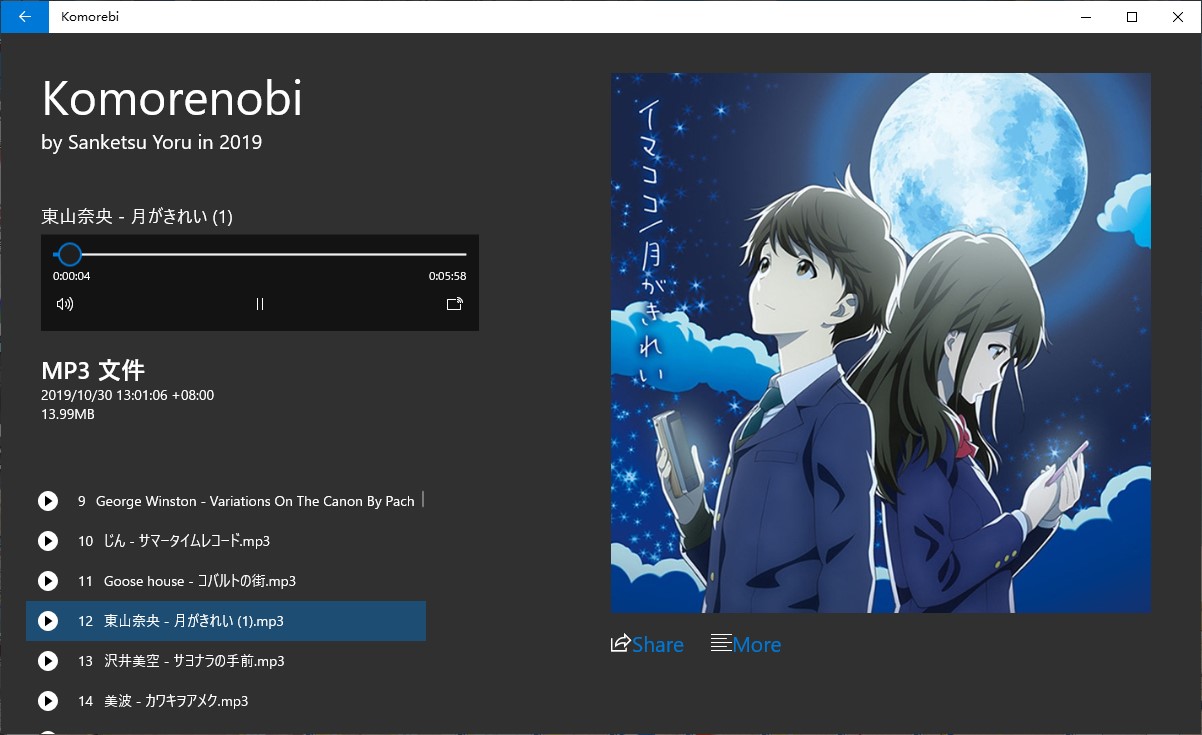 Komorebi
Komorenobi
by Sanketsu Yoru in 2019
東山奈央 - 月がきれい (1)
0:00:04
0:05:58
MP3 文件
2019/10/30 13:01:06 +08:00
13.99MB
9 George Winston - Variations On The Canon By Pach
10 じん - サマータイムレコード.mp3
11 Goose house - コバルトの街.mp3
12 東山奈央 - 月がきれい (1).mp3
13 沢井美空 - サヨナラの手前.mp3
14 美波 - カワキヲアメク.mp3
イマココ/月がきれい
Share
More